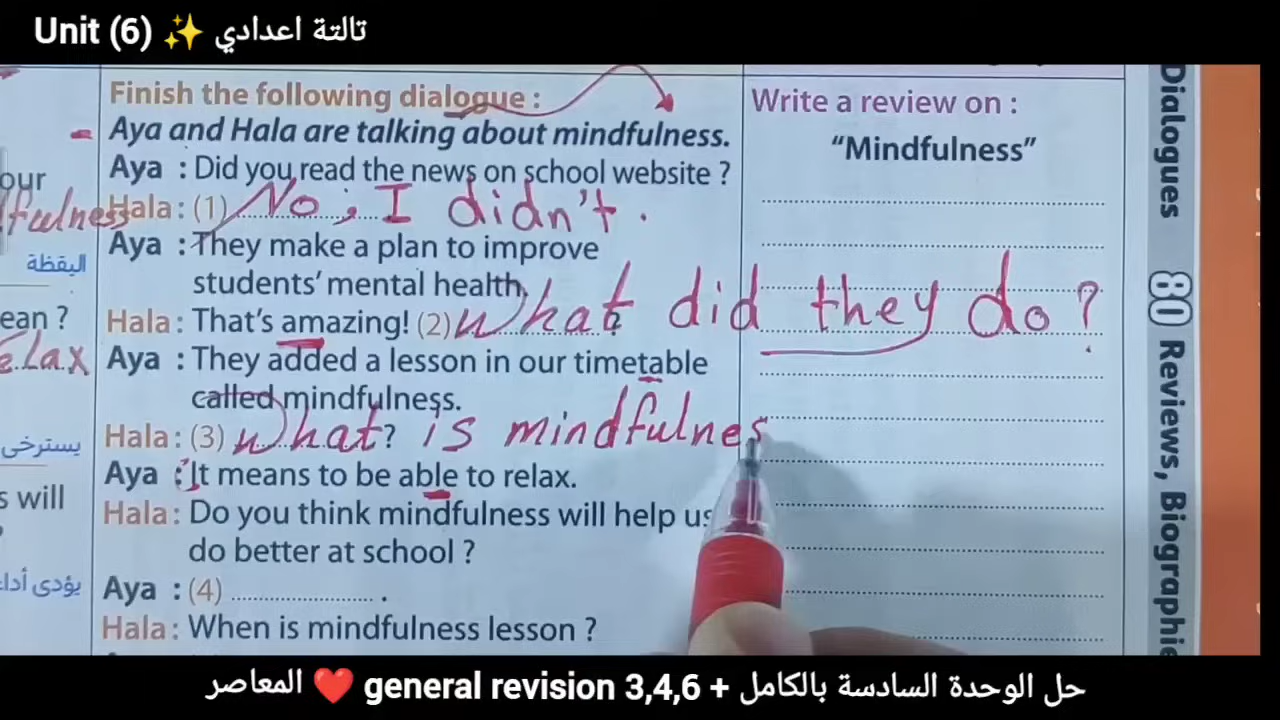 Unit (6) ✨ تالتة اعدادي
Finish the following dialogue :
Aya and Hala are talking about mindfulness.
Aya : Did you read the news on school website ?
Hala : (1) No, I didn't.
Aya : They make a plan to improve
students' mental health.
Hala : That's amazing! (2) What did they do?
Aya : They added a lesson in our timetable
called mindfulness.
Hala : (3) What is mindfulnes ?
Aya : It means to be able to relax.
Hala : Do you think mindfulness will help us
do better at school ?
Aya : (4) .................... .
Hala : When is mindfulness lesson ?
Write a review on :
“Mindfulness”
our
fulness
اليقظة
ean ?
elax
يسترخى
s will
Dialogues 80 Reviews,
حل الوحدة السادسة بالكامل + general revision 3,4,6 ❤️ المعاصر